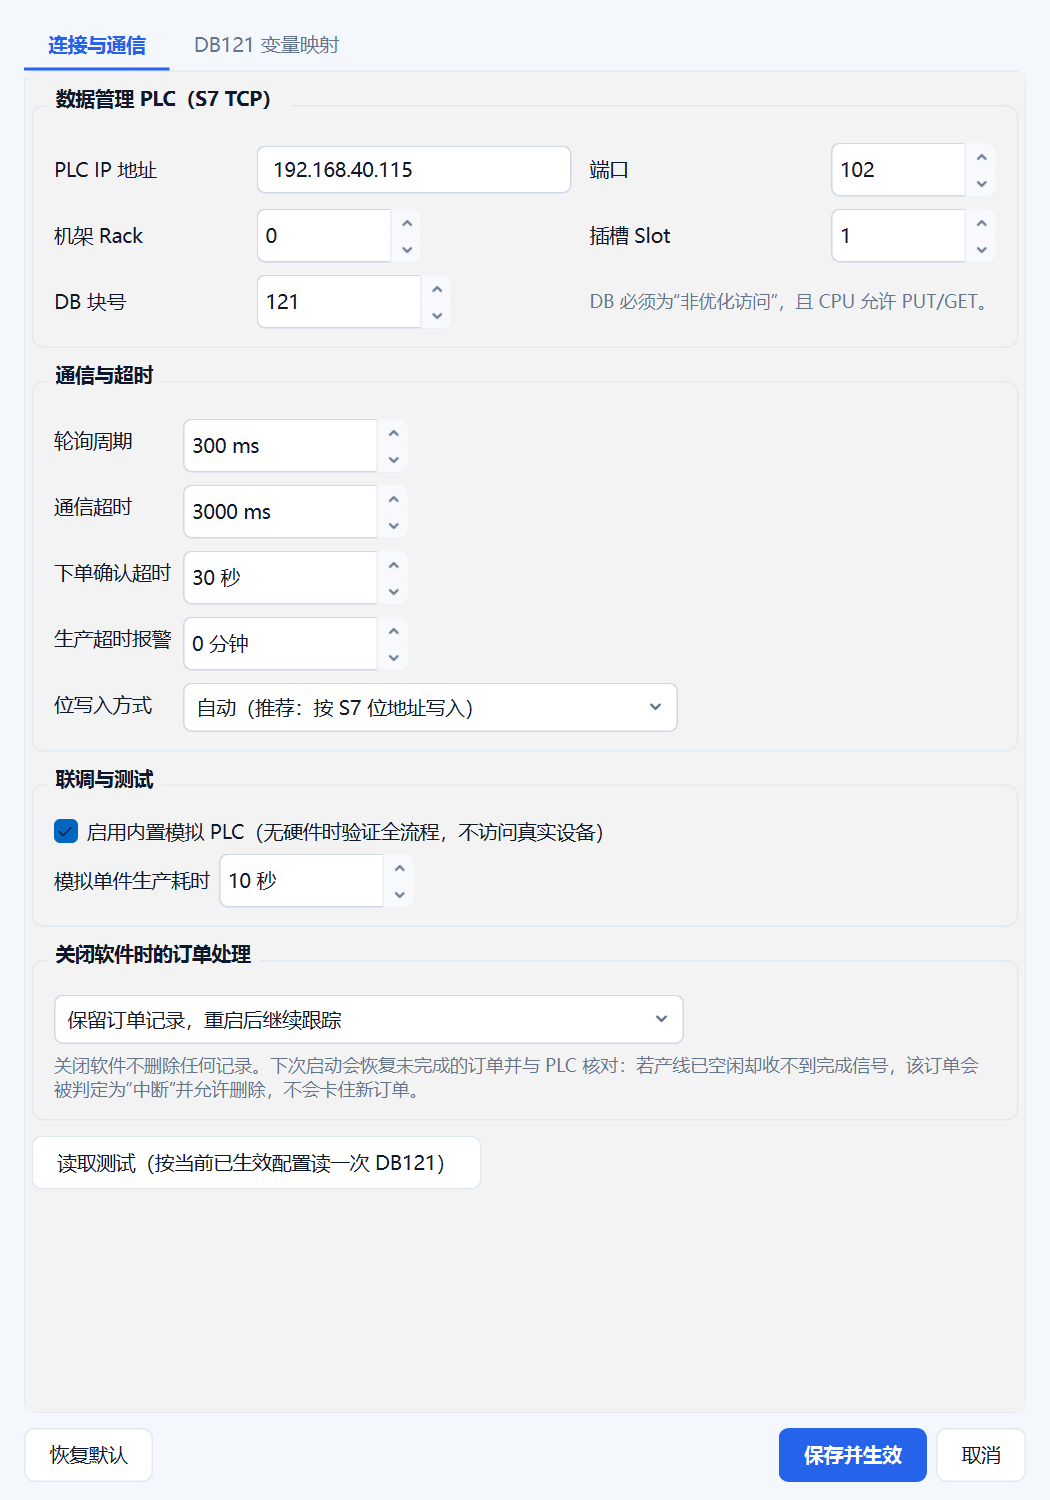 连接与通信 DB121 变量映射
数据管理 PLC（S7 TCP）
PLC IP 地址 192.168.40.115 端口 102
机架 Rack 0 插槽 Slot 1
DB 块号 121 DB 必须为“非优化访问”，且 CPU 允许 PUT/GET。
通信与超时
轮询周期 300 ms
通信超时 3000 ms
下单确认超时 30 秒
生产超时报警 0 分钟
位写入方式 自动（推荐：按 S7 位地址写入）
联调与测试
启用内置模拟 PLC（无硬件时验证全流程，不访问真实设备）
模拟单件生产耗时 10 秒
关闭软件时的订单处理
保留订单记录，重启后继续跟踪
关闭软件不删除任何记录。下次启动会恢复未完成的订单并与 PLC 核对：若产线已空闲却收不到完成信号，该订单会
被判定为“中断”并允许删除，不会卡住新订单。
读取测试（按当前已生效配置读一次 DB121）
恢复默认 保存并生效 取消